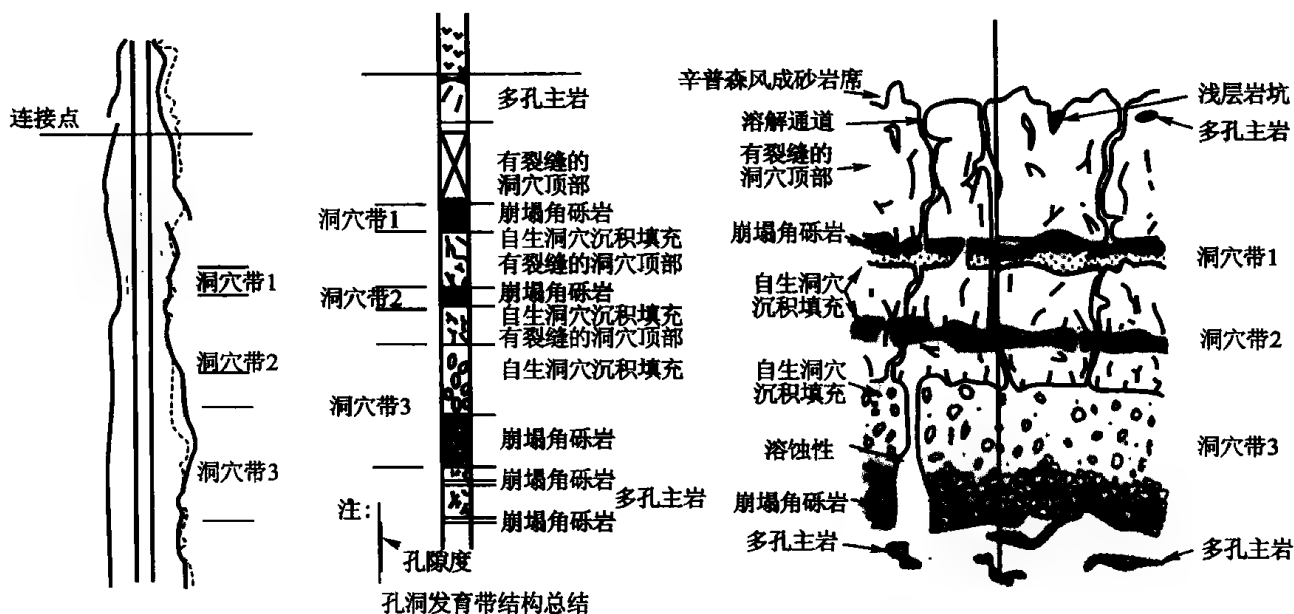 连接点
洞穴带1
洞穴带2
洞穴带3
多孔主岩
有裂缝的
洞穴顶部
洞穴带1
崩塌角砾岩
自生洞穴沉积填充
有裂缝的洞穴顶部
洞穴带2
崩塌角砾岩
自生洞穴沉积填充
有裂缝的洞穴顶部
自生洞穴沉积填充
洞穴带3
崩塌角砾岩
崩塌角砾岩
多孔主岩
崩塌角砾岩
注:
孔隙度
孔洞发育带结构总结
辛普森风成砂岩席
溶解通道
有裂缝的
洞穴顶部
崩塌角砾岩
自生洞穴
沉积填充
自生洞穴
沉积填充
溶蚀性
崩塌角砾岩
多孔主岩
浅层岩坑
多孔主岩
洞穴带1
洞穴带2
洞穴带3
多孔主岩